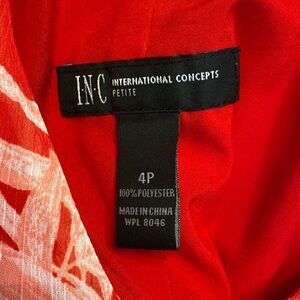 I·N·C INTERNATIONAL CONCEPTS
PETITE
4P
100% POLYESTER
MADE IN CHINA
WPL 8046